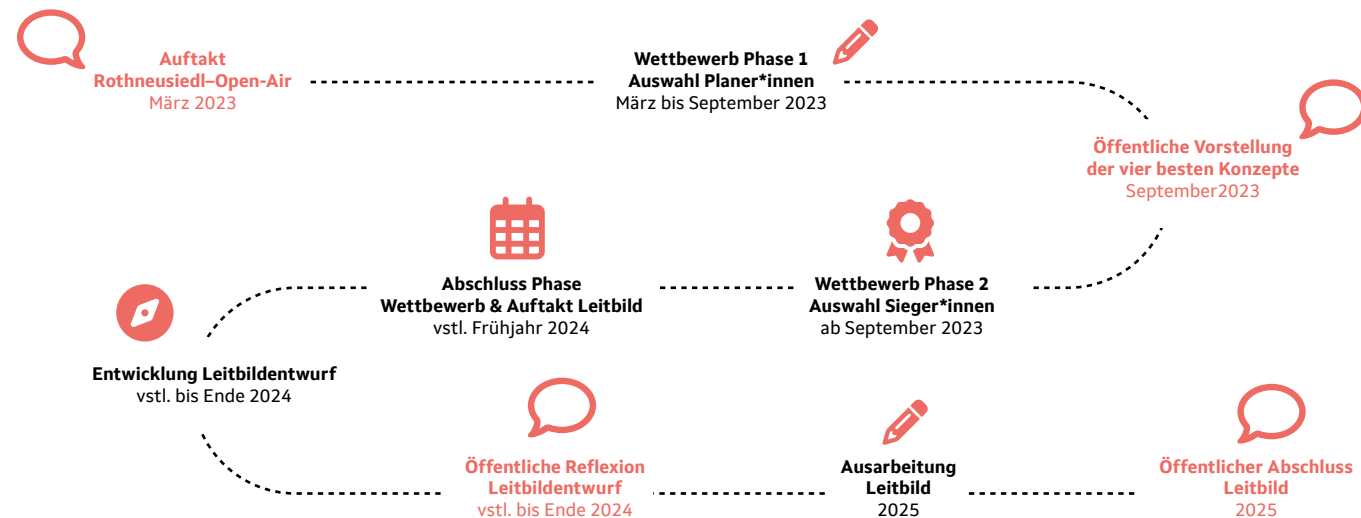 Auftakt
Rothneusiedl–Open-Air
März 2023
Wettbewerb Phase 1
Auswahl Planer*innen
März bis September 2023
Öffentliche Vorstellung
der vier besten Konzepte
September2023
Wettbewerb Phase 2
Auswahl Sieger*innen
ab September 2023
Abschluss Phase
Wettbewerb & Auftakt Leitbild
vstl. Frühjahr 2024
Entwicklung Leitbildentwurf
vstl. bis Ende 2024
Öffentliche Reflexion
Leitbildentwurf
vstl. bis Ende 2024
Ausarbeitung
Leitbild
2025
Öffentlicher Abschluss
Leitbild
2025